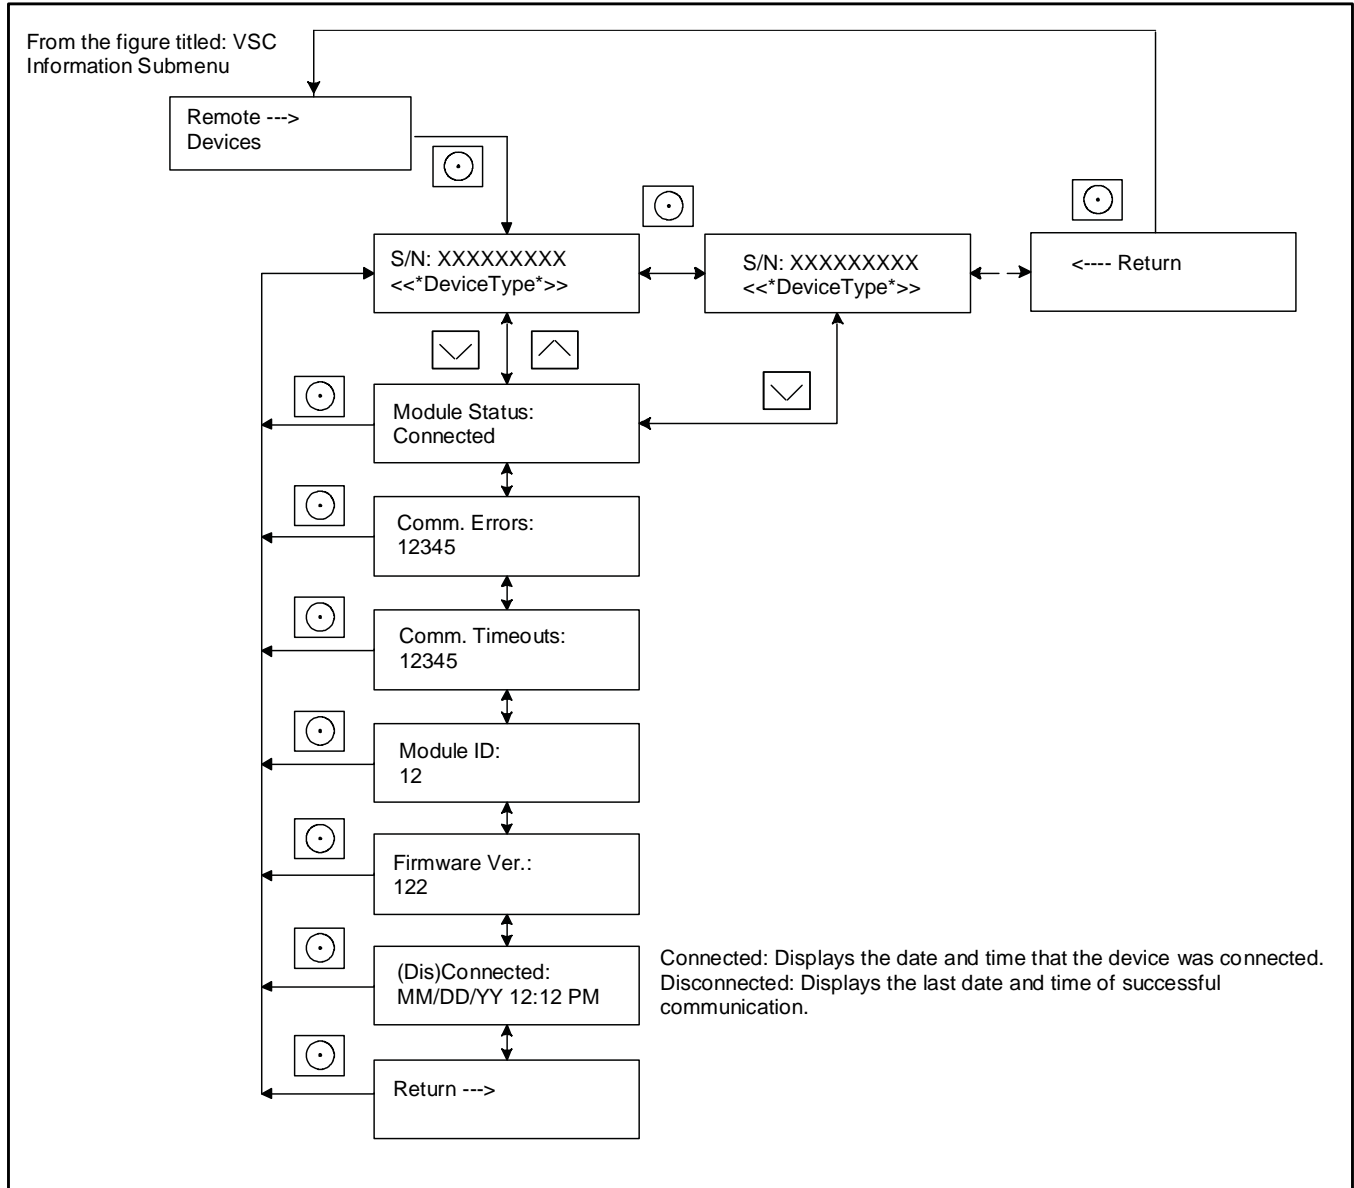 From the figure titled: VSC
Information Submenu
Remote --->
Devices
S/N: XXXXXXXXX
<<*DeviceType*>>
S/N: XXXXXXXXX
<<*DeviceType*>>
<---- Return
Module Status:
Connected
Comm. Errors:
12345
Comm. Timeouts:
12345
Module ID:
12
Firmware Ver.:
122
(Dis)Connected:
MM/DD/YY 12:12 PM
Connected: Displays the date and time that the device was connected.
Disconnected: Displays the last date and time of successful
communication.
Return --->